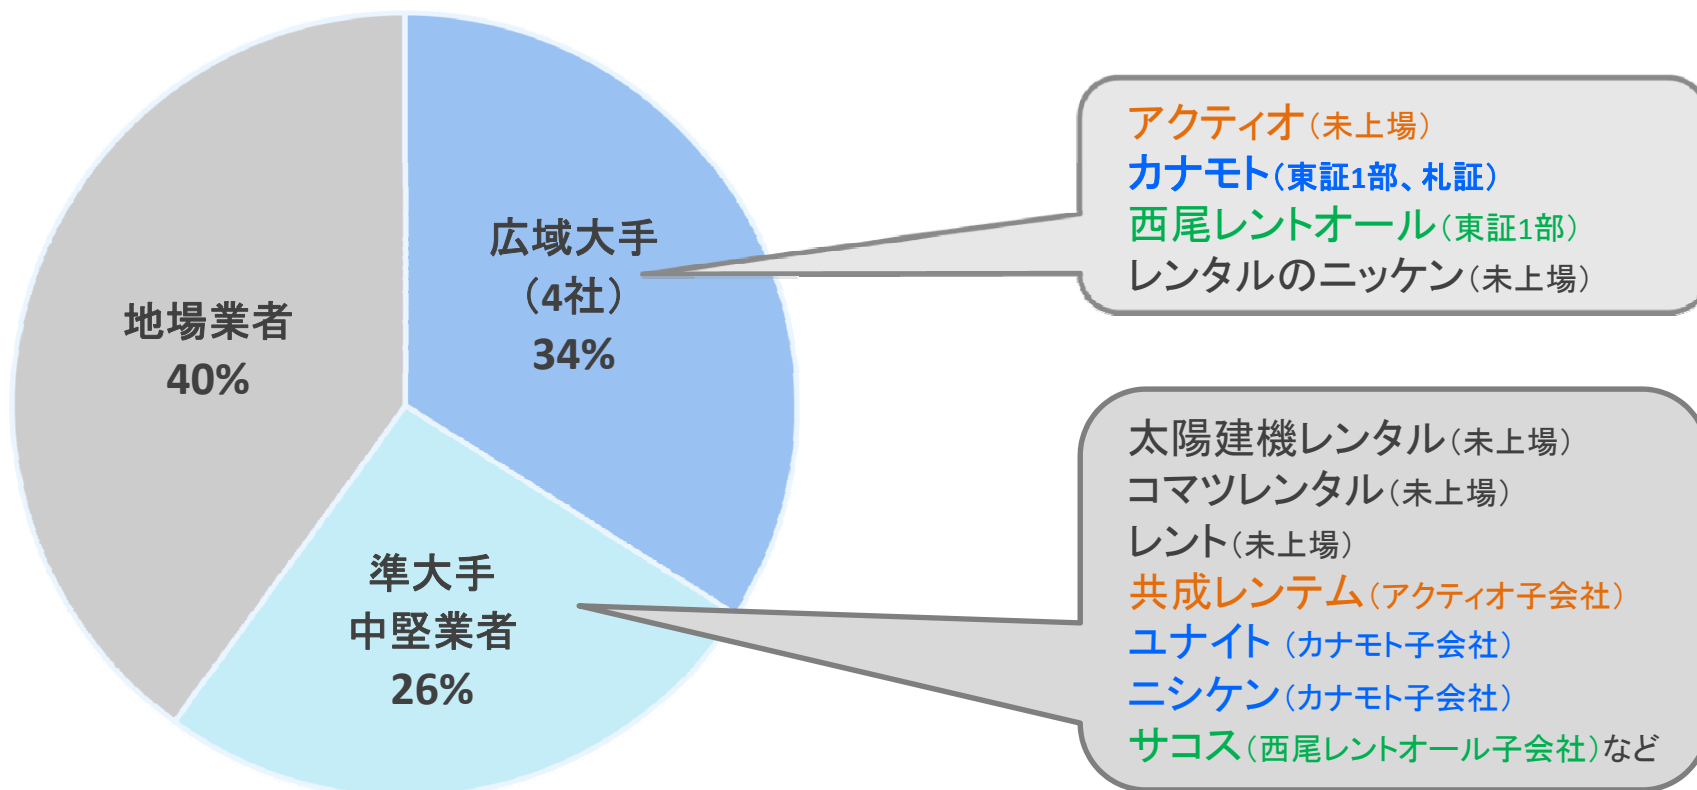 広域大手
（4社）
34%
地場業者
40%
準大手
中堅業者
26%
アクティオ（未上場）
カナモト（東証1部、札証）
西尾レントオール（東証1部）
レンタルのニッケン（未上場）
太陽建機レンタル（未上場）
コマツレンタル（未上場）
レント（未上場）
共成レンテム（アクティオ子会社）
ユナイト（カナモト子会社）
ニシケン（カナモト子会社）
サコス（西尾レントオール子会社）など